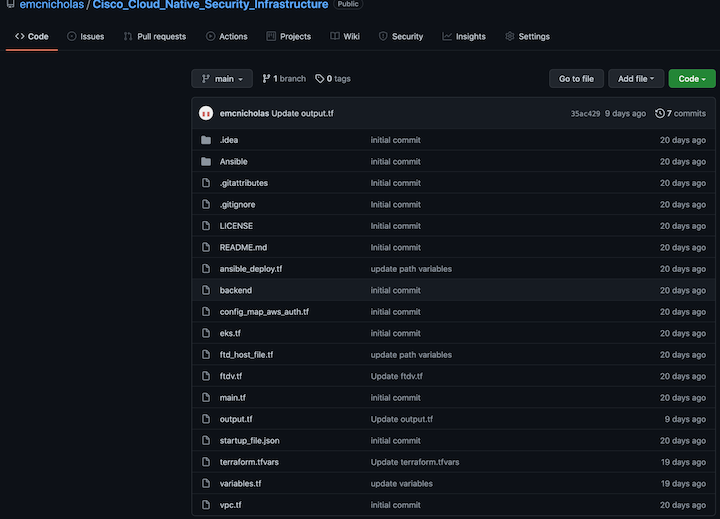 emcnicholas / Cisco_Cloud_Native_Security_Infrastructure Public
Code Issues Pull requests Actions Projects Wiki Security Insights Settings
main 1 branch 0 tags Go to file Add file Code
emcnicholas Update output.tf 35ac429 9 days ago 7 commits
.idea initial commit 20 days ago
Ansible Initial commit 20 days ago
.gitattributes Initial commit 20 days ago
.gitignore Initial commit 20 days ago
LICENSE Initial commit 20 days ago
README.md Initial commit 20 days ago
ansible_deploy.tf update path variables 20 days ago
backend initial commit 20 days ago
config_map_aws_auth.tf initial commit 20 days ago
eks.tf initial commit 20 days ago
ftd_host_file.tf update path variables 20 days ago
ftdv.tf Update ftdv.tf 20 days ago
main.tf initial commit 20 days ago
output.tf Update output.tf 9 days ago
startup_file.json initial commit 20 days ago
terraform.tfvars Update terraform.tfvars 19 days ago
variables.tf update variables 19 days ago
vpc.tf initial commit 20 days ago